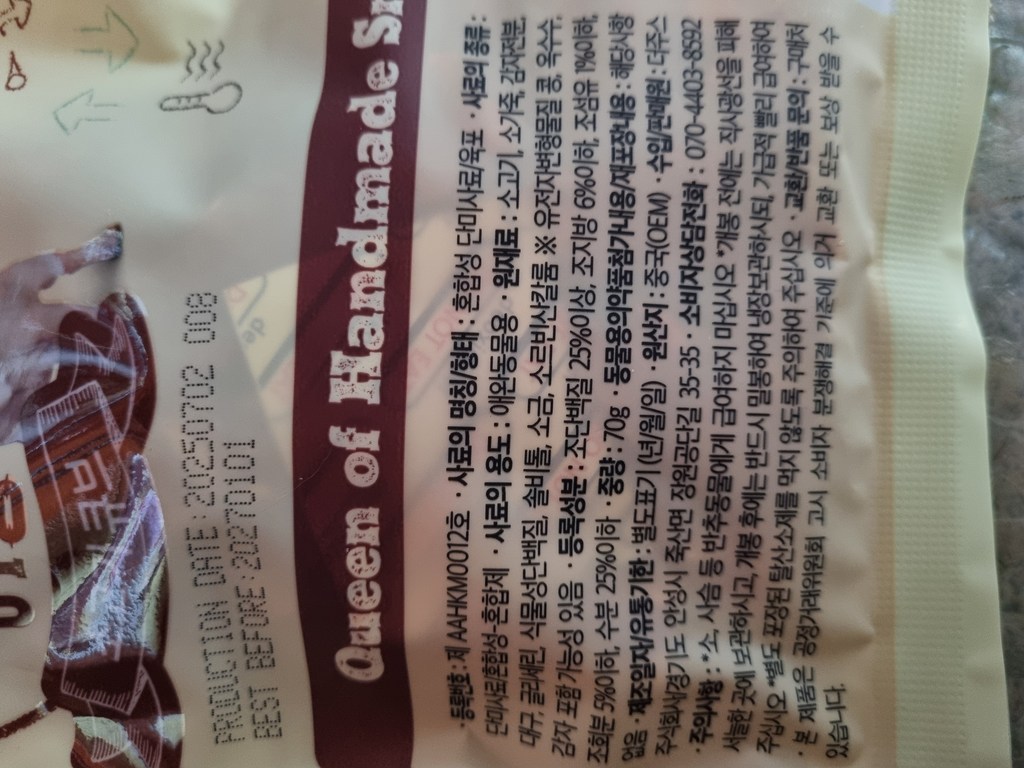 PRODUCTION DATE: 20250702 008
BEST BEFORE: 20270101
Queen of Handmade
· 등록번호 : 제 AAHKM0012호 · 사료의 명칭/형태 : 혼합성 단미사료/육포 · 사료의 종류 :
단미사료혼합성-혼합제 · 사료의 용도 : 애완동물용 · 원재료 : 소고기, 소가죽, 감자전분,
대구, 글리세린, 식물성단백질, 솔비톨, 소금, 소르빈산칼륨 ※ 유전자변형물질 콩, 옥수수,
감자 포함 가능성 있음 · 등록성분 : 조단백질 25%이상, 조지방 6%이하, 조섬유 1%이하,
조회분 5%이하, 수분 25%이하 · 중량 : 70g · 동물용의약품첨가내용/재포장내용 : 해당사항
없음 · 제조일자/유통기한 : 별도표기 (년/월/일) · 원산지 : 중국(OEM) · 수입/판매원 : 더주스
주식회사/경기도 안성시 죽산면 장원공단길 35-35 · 소비자상담전화 : 070-4403-8592
· 주의사항 : *소, 사슴 등 반추동물에게 급여하지 마십시오 *개봉 전에는 직사광선을 피해
서늘한 곳에 보관하시고, 개봉 후에는 반드시 밀봉하여 냉장보관하시되, 가급적 빨리 급여하여
주십시오 *별도 포장된 탈산소제를 먹지 않도록 주의하여 주십시오 · 교환/반품 문의 : 구매처
· 본 제품은 공정거래위원회 고시 소비자 분쟁해결 기준에 의거 교환 또는 보상 받을 수
있습니다.